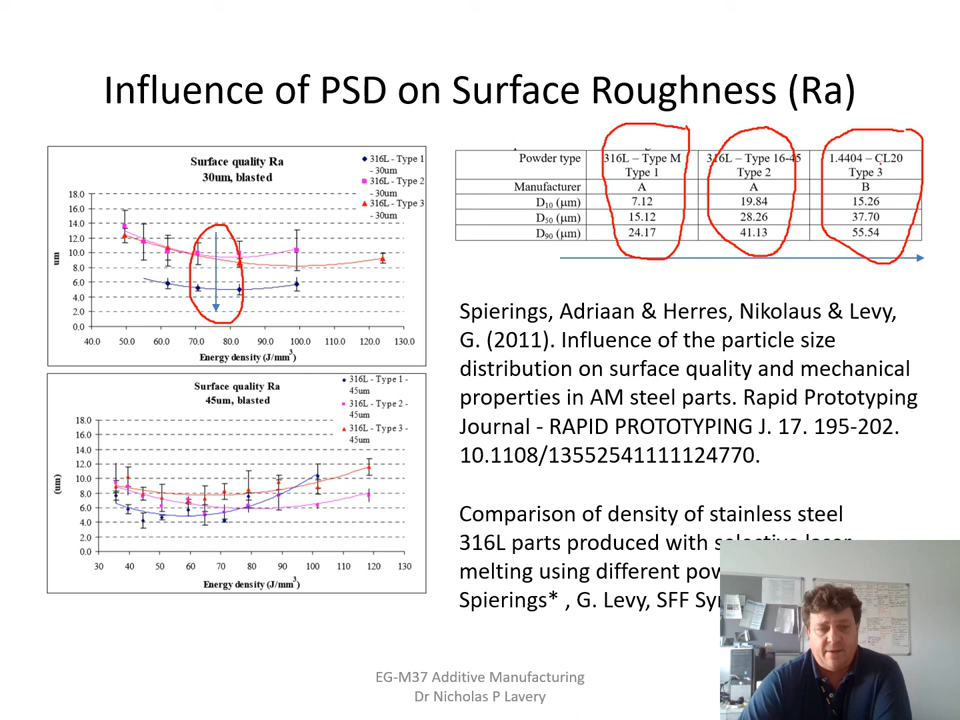 Influence of PSD on Surface Roughness (Ra)
Surface quality Ra
30um, blasted
316L - Type 1
- 30um
316L - Type 2
- 30um
316L - Type 3
- 30um
18.0
16.0
14.0
12.0
10.0
8.0
6.0
4.0
2.0
0.0
um
40.0 50.0 60.0 70.0 80.0 90.0 100.0 110.0 120.0 130.0
Energy density (J/mm³)
Surface quality Ra
45um, blasted
316L - Type 1 -
45um
316L - Type 2 -
45um
316L - Type 3 -
45um
18.0
16.0
14.0
12.0
10.0
8.0
6.0
4.0
2.0
0.0
(um)
30 40 50 60 70 80 90 100 110 120 130
Energy density (J/mm³)
Powder type 316L – Type M 316L – Type 16-45 1.4404 – CL20
Type 1 Type 2 Type 3
Manufacturer A A B
D₁₀ (μm) 7.12 19.84 15.26
D₅₀ (μm) 15.12 28.26 37.70
D₉₀ (μm) 24.17 41.13 55.54
Spierings, Adriaan & Herres, Nikolaus & Levy,
G. (2011). Influence of the particle size
distribution on surface quality and mechanical
properties in AM steel parts. Rapid Prototyping
Journal - RAPID PROTOTYPING J. 17. 195-202.
10.1108/13552541111124770.
Comparison of density of stainless steel
316L parts produced with selective laser
melting using different
Spierings* , G. Levy, SFF
EG-M37 Additive Manufacturing
Dr Nicholas P Lavery